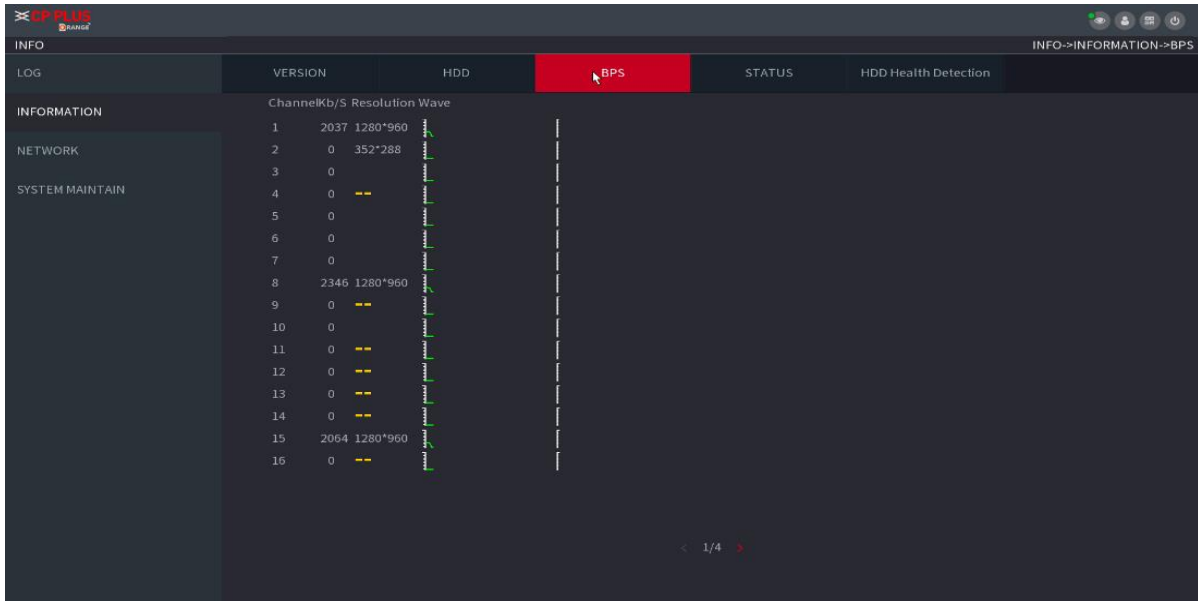 CP PLUS
ORANGE
INFO INFO->INFORMATION->BPS
LOG
INFORMATION
NETWORK
SYSTEM MAINTAIN
VERSION HDD BPS STATUS HDD Health Detection
Channel Kb/S Resolution Wave
1 2037 1280*960
2 0 352*288
3 0
4 0 --
5 0
6 0
7 0
8 2346 1280*960
9 0 --
10 0
11 0 --
12 0 --
13 0 --
14 0 --
15 2064 1280*960
16 0 --
< 1/4 >